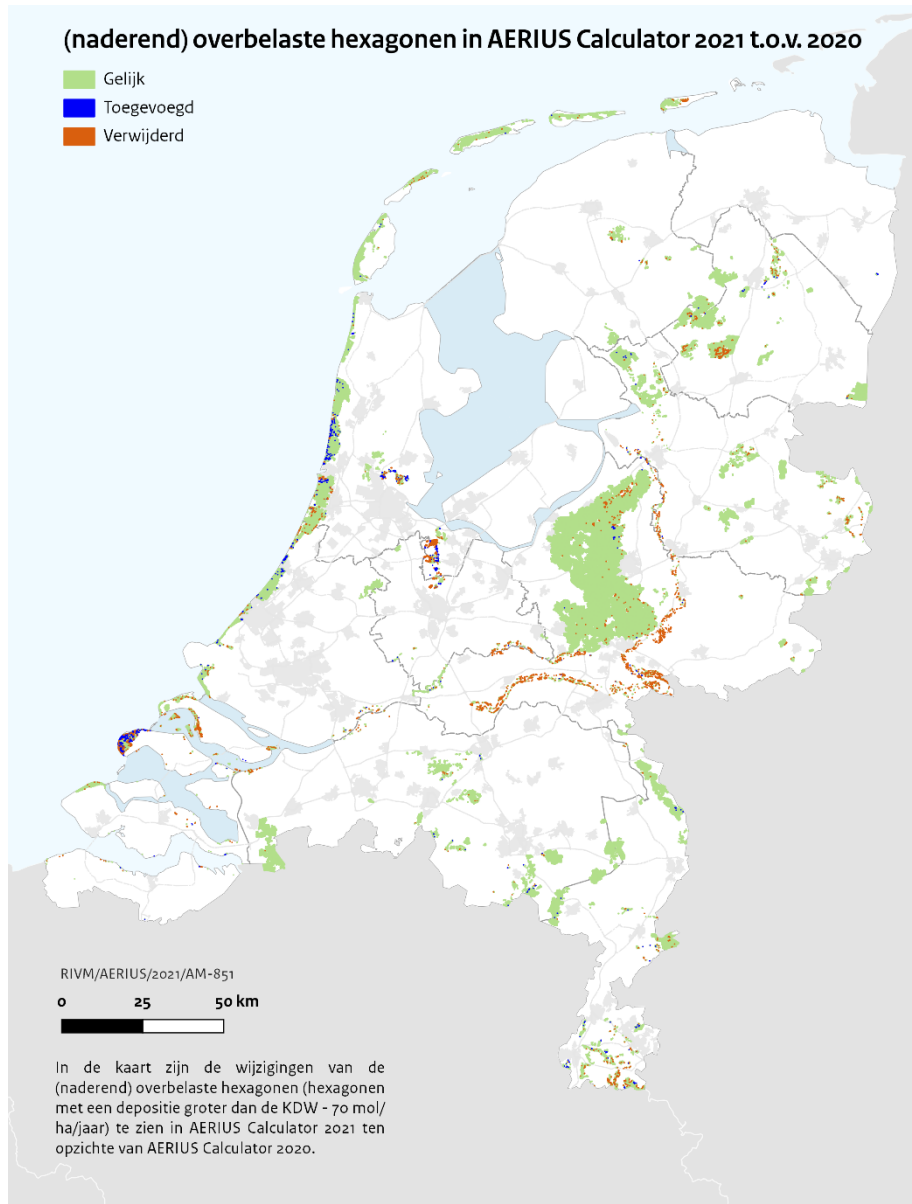 (naderend) overbelaste hexagonen in AERIUS Calculator 2021 t.o.v. 2020
Gelijk
Toegevoegd
Verwijderd
RIVM/AERIUS/2021/AM-851
0 25 50 km
In de kaart zijn de wijzigingen van de
(naderend) overbelaste hexagonen (hexagonen
met een depositie groter dan de KDW - 70 mol/
ha/jaar) te zien in AERIUS Calculator 2021 ten
opzichte van AERIUS Calculator 2020.